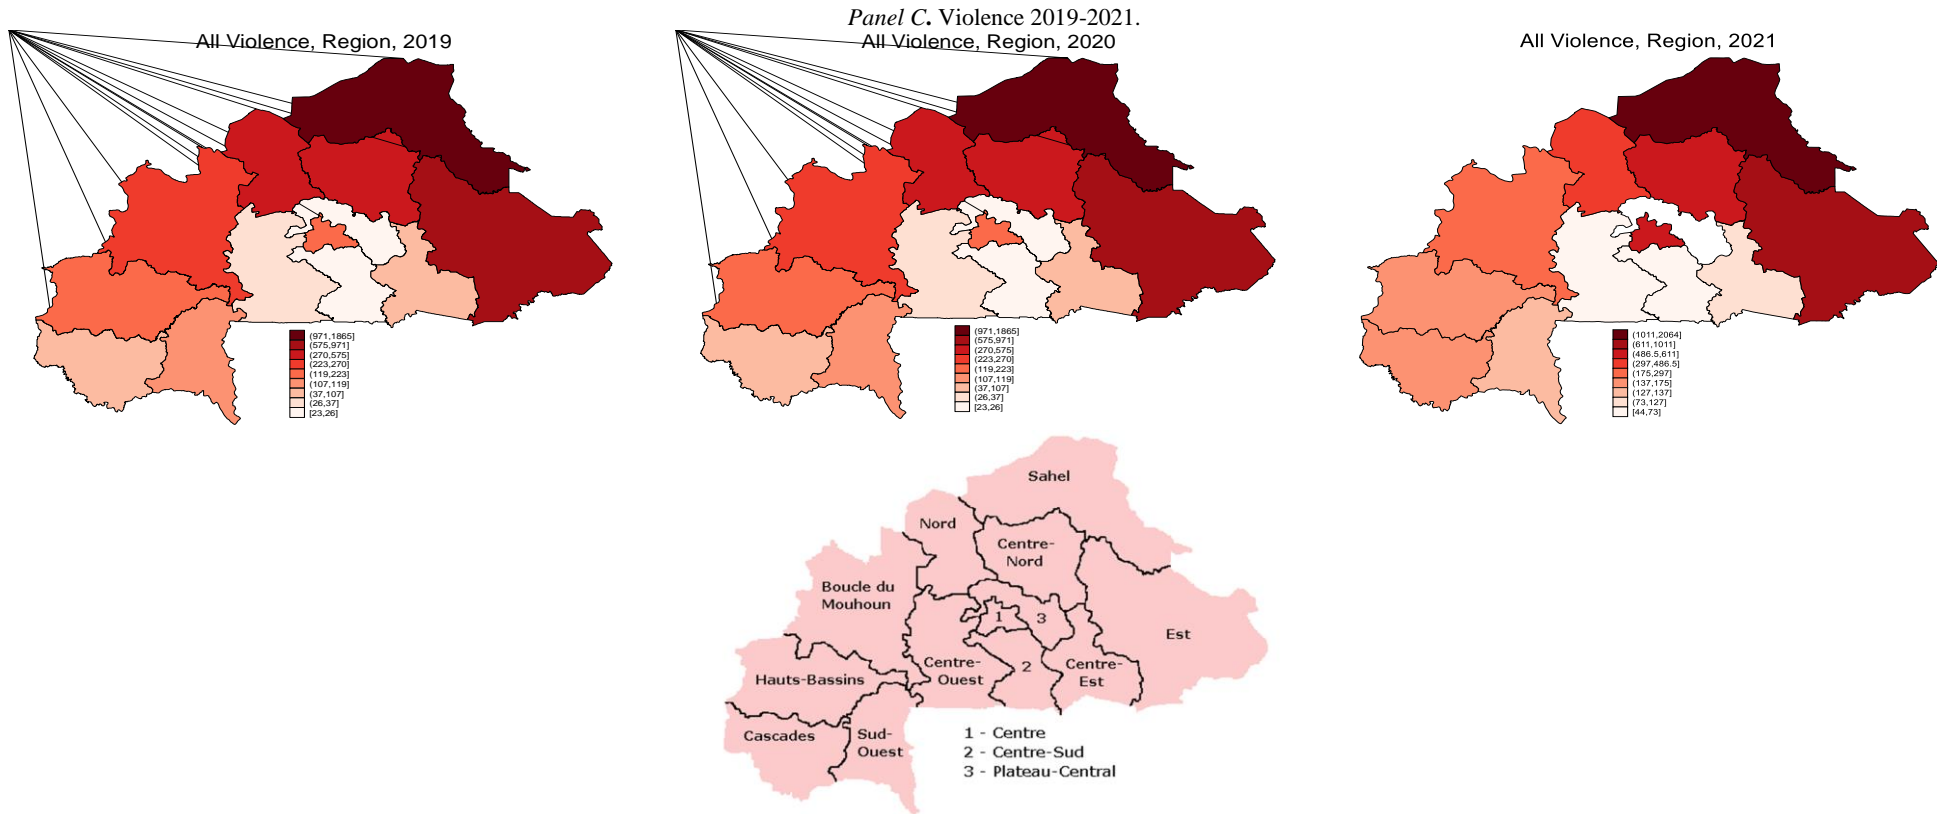 Panel C. Violence 2019-2021.
All Violence, Region, 2019
(971,1865]
(575,971]
(270,575]
(223,270]
(119,223]
(107,119]
(37,107]
(26,37]
[23,26]
All Violence, Region, 2020
(971,1865]
(575,971]
(270,575]
(223,270]
(119,223]
(107,119]
(37,107]
(26,37]
[23,26]
All Violence, Region, 2021
(1011,2064]
(611,1011]
(486.5,611]
(297,486.5]
(175,297]
(137,175]
(127,137]
(73,127]
[44,73]
Sahel
Nord
Centre-
Nord
Boucle du
Mouhoun
1
3
Est
Centre-
Ouest
2
Centre-
Est
Hauts-Bassins
Cascades
Sud-
Ouest
1 - Centre
2 - Centre-Sud
3 - Plateau-Central